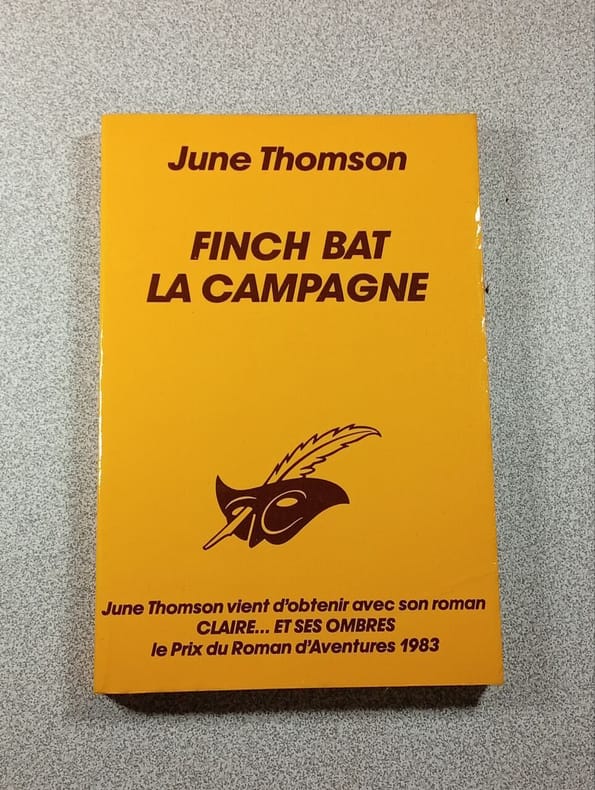 June Thomson
FINCH BAT
LA CAMPAGNE
June Thomson vient d'obtenir avec son roman
CLAIRE... ET SES OMBRES
le Prix du Roman d'Aventures 1983